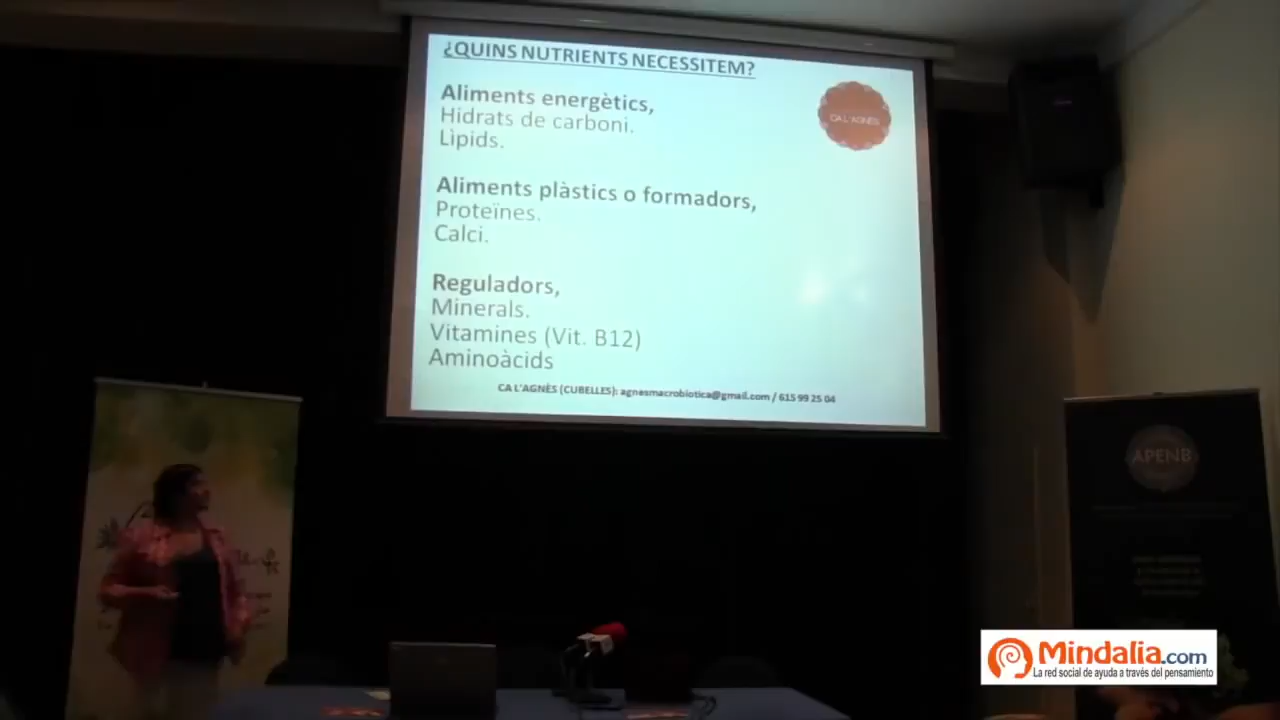 ¿QUINS NUTRIENTS NECESSITEM?
Aliments energètics,
Hidrats de carboni.
Lìpids.
CA L'AGNÈS
Aliments plàstics o formadors,
Proteïnes.
Calci.
Reguladors,
Minerals.
Vitamines (Vit. B12)
Aminoàcids
CA L'AGNÈS (CUBELLES): agnesmacrobiotica@gmail.com / 615 99 25 04
APENB
Mindalia.com
La red social de ayuda a través del pensamiento